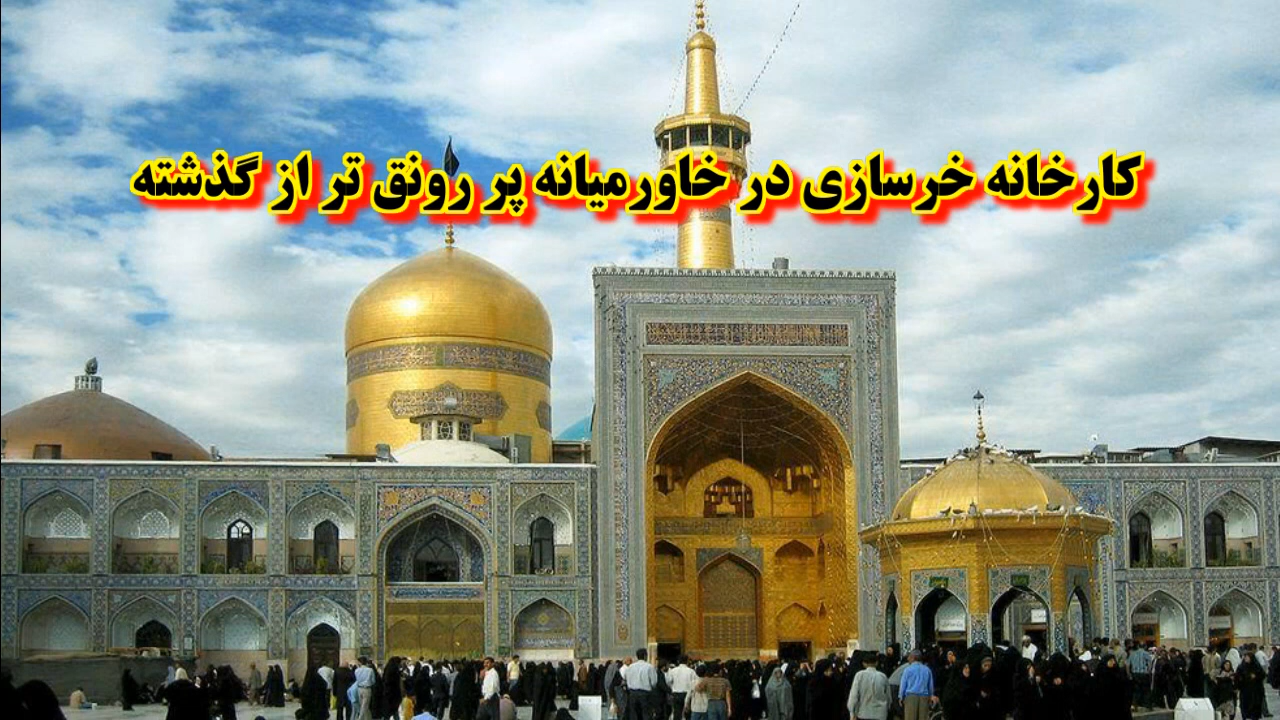 کارخانه خرسازی در خاورمیانه پر رونق تر از گذشته